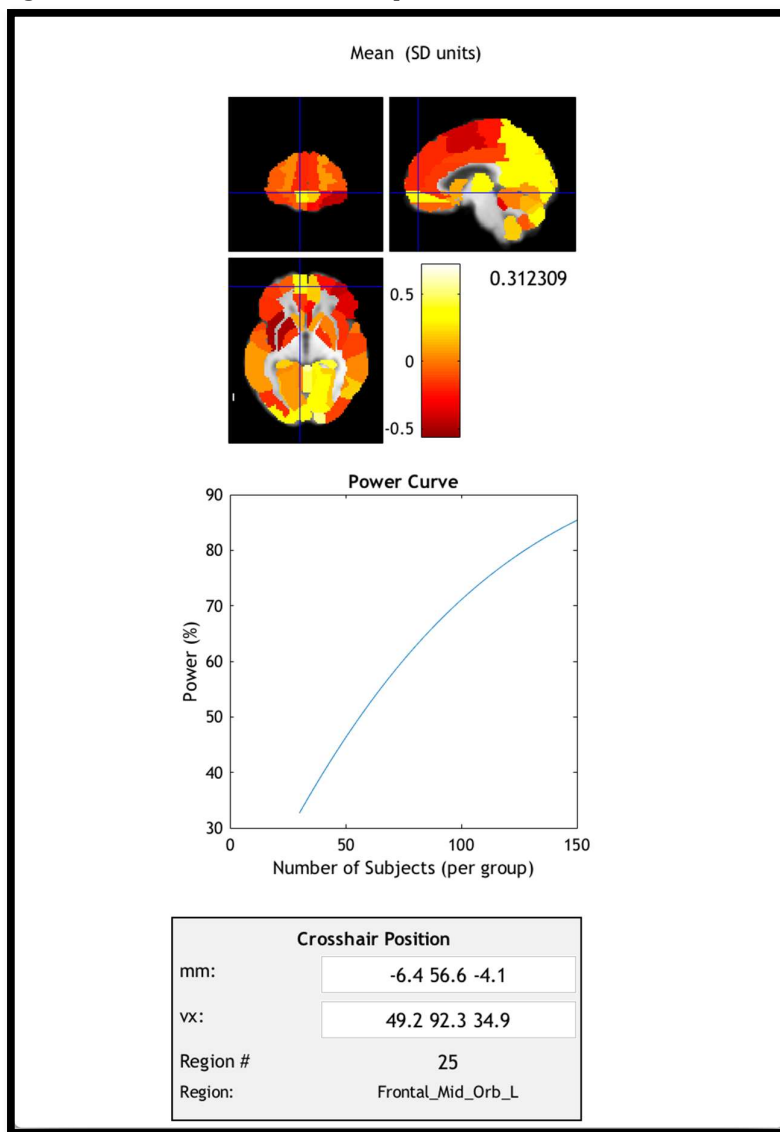 Mean (SD units)
0.312309
0.5
0
-0.5
Power Curve
90
80
70
60
50
40
30
Power (%)
0 50 100 150
Number of Subjects (per group)
Crosshair Position
mm: -6.4 56.6 -4.1
vx: 49.2 92.3 34.9
Region # 25
Region: Frontal_Mid_Orb_L